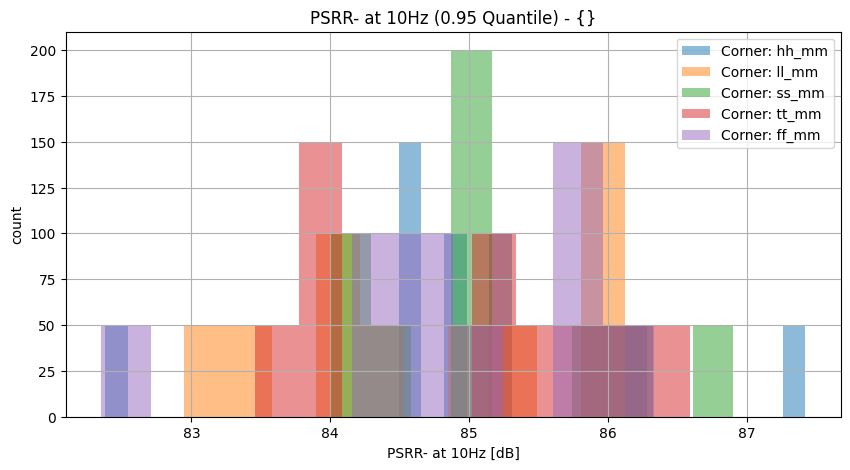 PSRR- at 10Hz (0.95 Quantile) - {}
Corner: hh_mm
Corner: ll_mm
Corner: ss_mm
Corner: tt_mm
Corner: ff_mm
200
175
150
125
100
75
50
25
0
count
83 84 85 86 87
PSRR- at 10Hz [dB]